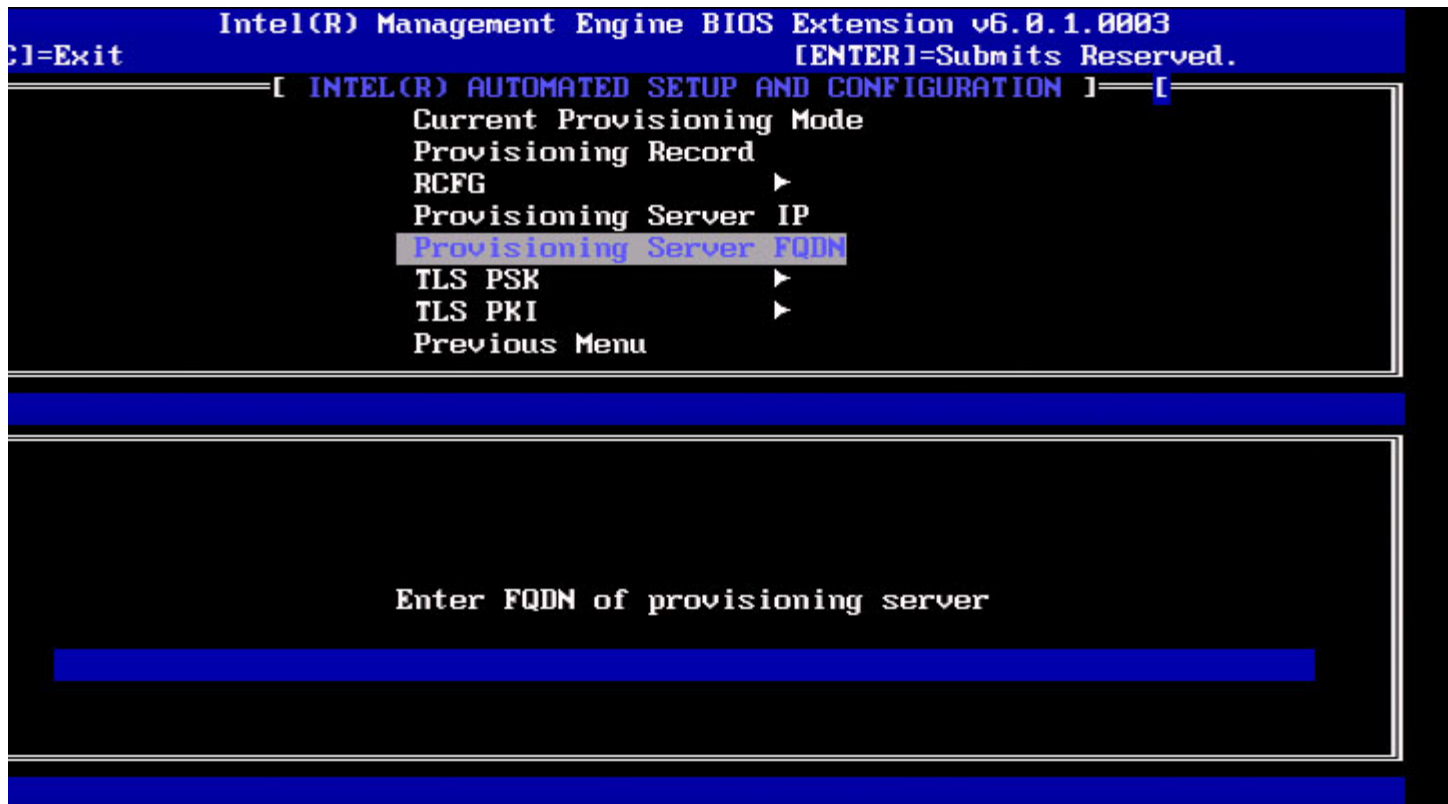 Intel(R) Management Engine BIOS Extension v6.0.1.0003
C]=Exit [ENTER]=Submits Reserved.
[ INTEL(R) AUTOMATED SETUP AND CONFIGURATION ] [
Current Provisioning Mode
Provisioning Record
RCFG ►
Provisioning Server IP
Provisioning Server FQDN
TLS PSK ►
TLS PKI ►
Previous Menu
Enter FQDN of provisioning server